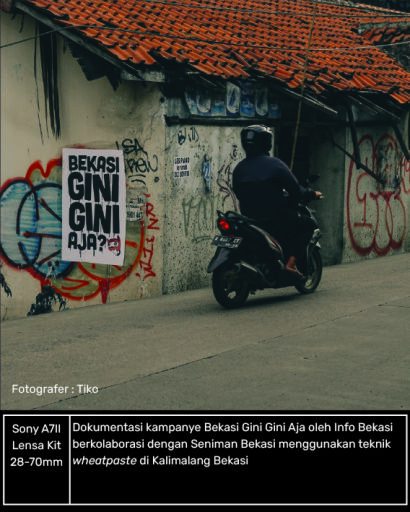 BEKASI
GINI
GINI
AJA?
Fotografer : Tiko
Sony A7II
Lensa Kit
28-70mm
Dokumentasi kampanye Bekasi Gini Gini Aja oleh Info Bekasi
berkolaborasi dengan Seniman Bekasi menggunakan teknik
wheatpaste di Kalimalang Bekasi